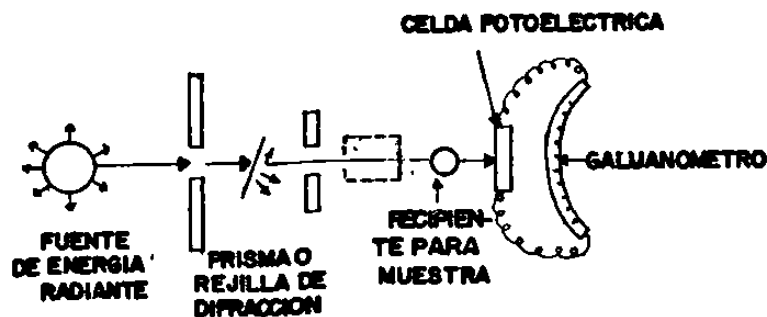 CELDA FOTOELECTRICA
GALUANOMETRO
FUENTE
DE ENERGIA
RADIANTE
PRISMA O
REJILLA DE
DIFRACCION
RECIPIEN-
TE PARA
MUESTRA